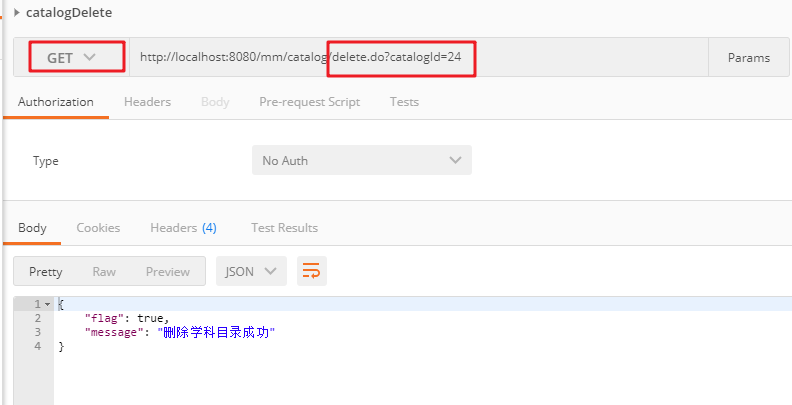 catalogDelete
GET http://localhost:8080/mm/catalog/delete.do?catalogId=24 Params
Authorization Headers Body Pre-request Script Tests
Type No Auth
Body Cookies Headers (4) Test Results
Pretty Raw Preview JSON
1 {
2 "flag": true,
3 "message": "删除学科目录成功"
4 }